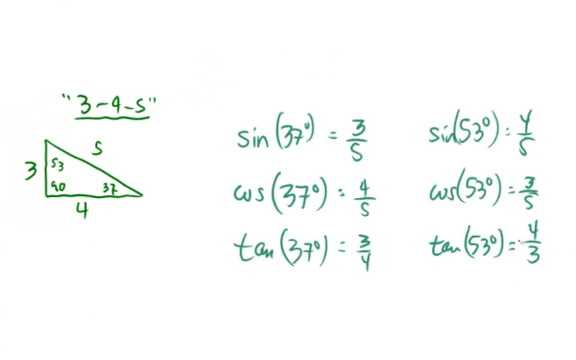 "3-4-5"
5
3
53
90
37
4
sin(37°) = 3/5
cos(37°) = 4/5
tan(37°) = 3/4
sin(53°) = 4/5
cos(53°) = 3/5
tan(53°) = 4/3